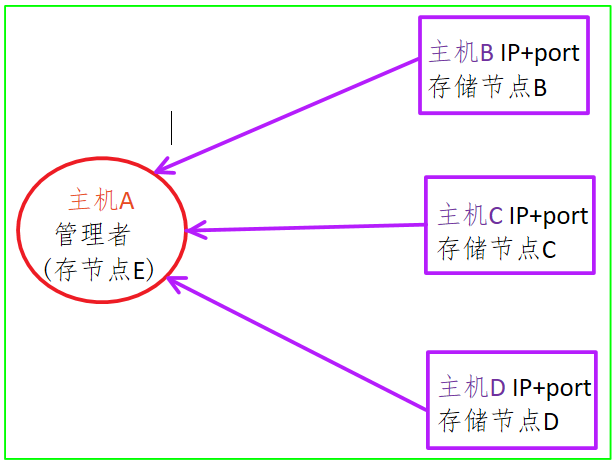 主机B IP+port
存储节点B
主机A
管理者
(存节点E)
主机C IP+port
存储节点C
主机D IP+port
存储节点D